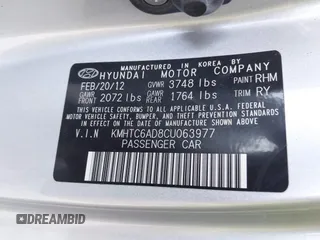 MANUFACTURED IN KOREA BY
HYUNDAI MOTOR COMPANY
FEB/20/12 GVWR 3748 lbs PAINT RHM
GAWR FRONT 2072 lbs GAWR REAR 1764 lbs TRIM RY
THIS VEHICLE CONFORMS TO ALL APPLICABLE
FEDERAL MOTOR VEHICLE SAFETY, BUMPER, AND
THEFT PREVENTION STANDARDS IN EFFECT ON
THE DATE OF MANUFACTURE SHOWN ABOVE.
V.I.N KMHTC6AD8CU063977
PASSENGER CAR
DREAMBID